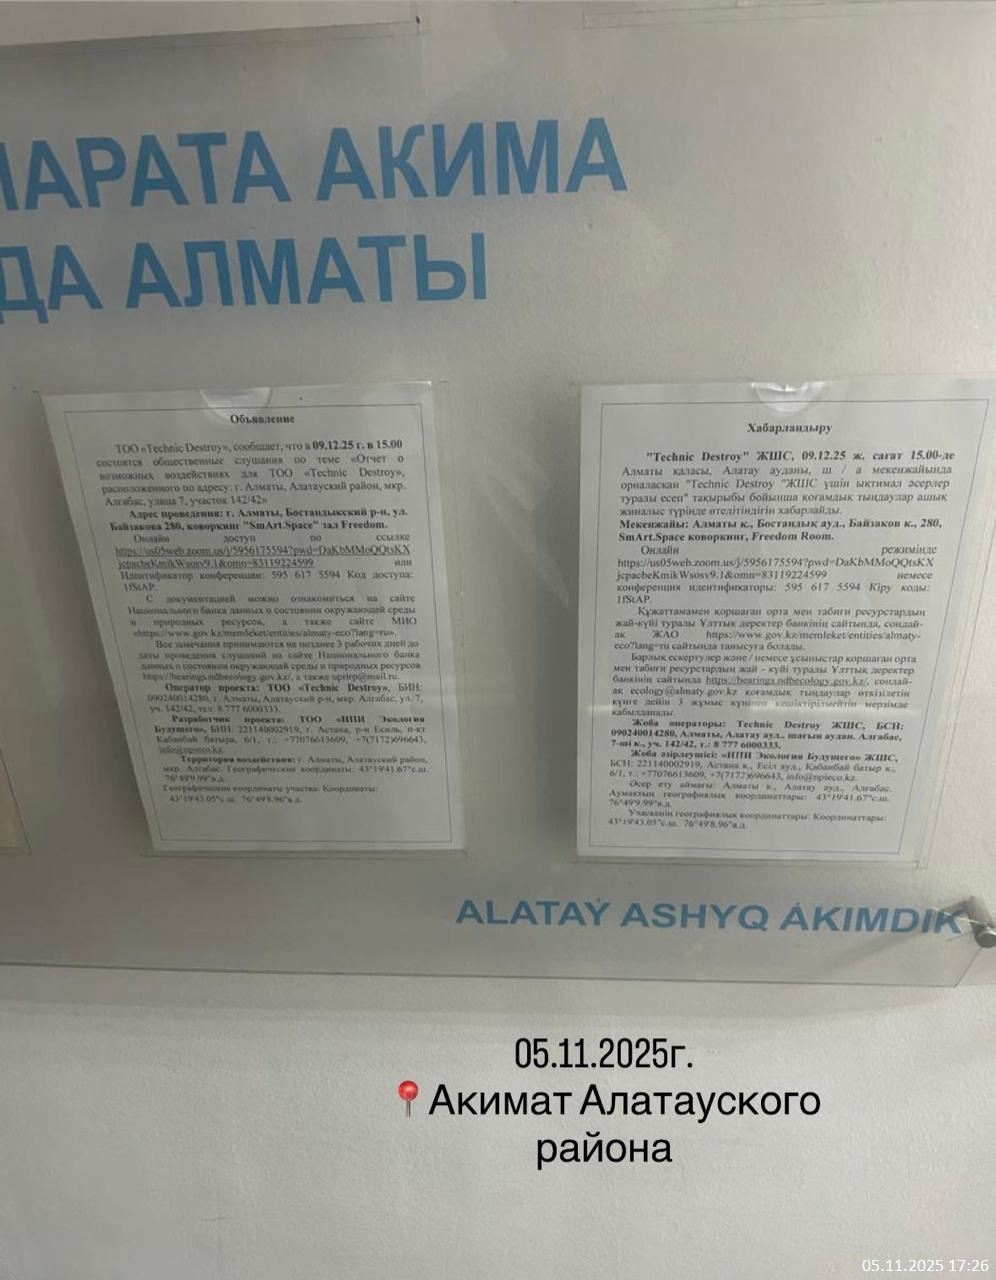 ПАРАТА АКИМА
ДА АЛМАТЫ
Объявление
ТОО «Technic Destroy», сообщает, что в 09.12.25 г. в 15.00
состоятся общественные слушания по теме «Отчет о
возможных воздействиях» для ТОО «Technic Destroy»,
расположенного по адресу: г. Алматы, Алатауский район, мкр.
Алгабас, улица 7, участок 142/42»
Адрес проведения: г. Алматы, Бостандыкский р-н, ул.
Байзакова 280, коворкинг "SmArt.Space" зал Freedom.
Онлайн доступ по ссылке
https://us05web.zoom.us/j/5956175594?pwd=DaKbMMoQQtsKX
jcpacbeKmikWsosv9.1&omn=83119224599 или
Идентификатор конференции: 595 617 5594 Код доступа:
1fStAP.
С документацией можно ознакомиться на сайте
Национального банка данных о состоянии окружающей среды
и природных ресурсов, а также сайте МИО
«https://www.gov.kz/memleket/entities/almaty-eco?lang=ru».
Все замечания принимаются не позднее 3 рабочих дней до
даты проведения слушаний на сайте Национального банка
данных о состоянии окружающей среды и природных ресурсов
https://hearings.ndbecology.gov.kz/, а также upriep@mail.ru.
Оператор проекта: ТОО «Technic Destroy», БИН:
090240014280, г. Алматы, Алатауский р-н, мкр. Алгабас, ул. 7,
уч. 142/42, тел: 8 777 6000333.
Разработчик проекта: ТОО «НПИ Экология
Будущего», БИН: 221140002919, г. Астана, р-н Есиль, п-кт
Кабанбай батыра, 6/1, т.: +77076613609, +7(7172)696643,
info@npieco.kz.
Территория воздействия: г. Алматы, Алатауский район,
мкр. Алгабас. Географические координаты: 43°19'41.67"с.ш.
76°49'9.99"в.д.
Географические координаты участка: Координаты:
43°19'43.05"с.ш. 76°49'8.96"в.д.
Хабарландыру
"Technic Destroy" ЖШС, 09.12.25 ж. сағат 15.00-де
Алматы қаласы, Алатау ауданы, ш / а мекенжайында
орналасқан "Technic Destroy "ЖШС үшін ықтимал әсерлер
туралы есеп" тақырыбы бойынша қоғамдық тыңдаулар ашық
жиналыс түрінде өтедітіндігін хабарлайды.
Мекенжайы: Алматы қ., Бостандық ауд., Байзаков к., 280,
SmArt.Space коворкинг, Freedom Room.
Онлайн режимінде
https://us05web.zoom.us/j/5956175594?pwd=DaKbMMoQQtsKX
jcpacbeKmikWsosv9.1&omn=83119224599 немесе
конференция идентификаторы: 595 617 5594 Кіру коды:
1fStAP.
Құжаттамамен қоршаған орта мен табиғи ресурстардың
жай-күйі туралы Ұлттық деректер банкінің сайтында, сондай-
ақ ЖАО https://www.gov.kz/memleket/entities/almaty-
eco?lang=ru сайтында танысуға болады.
Барлық ескертулер және / немесе ұсыныстар қоршаған орта
мен табиғи ресурстардың жай - күйі туралы Ұлттық деректер
банкінің сайтында https://hearings.ndbecology.gov.kz/, сондай-
ақ ecology@almaty.gov.kz қоғамдық тыңдаулар өткізілетін
күнге дейін 3 жұмыс күнінен кешіктірілмейтін мерзімде
қабылданады.
Жоба операторы: Technic Destroy ЖШС, БСН:
090240014280, Алматы, Алатау ауд., шағын аудан. Алғабас,
7-ші к., уч. 142/42, т.: 8 777 6000333.
Жоба әзірлеушісі: «НПИ Экология Будущего» ЖШС,
БСН: 221140002919, Астана қ., Есіл ауд., Қабанбай батыр к.,
6/1, т.: +77076613609, +7(7172)696643, info@npieco.kz.
Әсер ету аймағы: Алматы қ., Алатау ауд., Алғабас.
Аумақтың географиялық координаттары: 43°19'41.67"с.ш.
76°49'9.99"в.д.
Учаскенің географиялық координаттары: Координаттары:
43°19'43.05"с.ш. 76°49'8.96"в.д.
ALATAÝ ASHYQ ÁKIMDIK
05.11.2025г.
Акимат Алатауского
района
05.11.2025 17:26